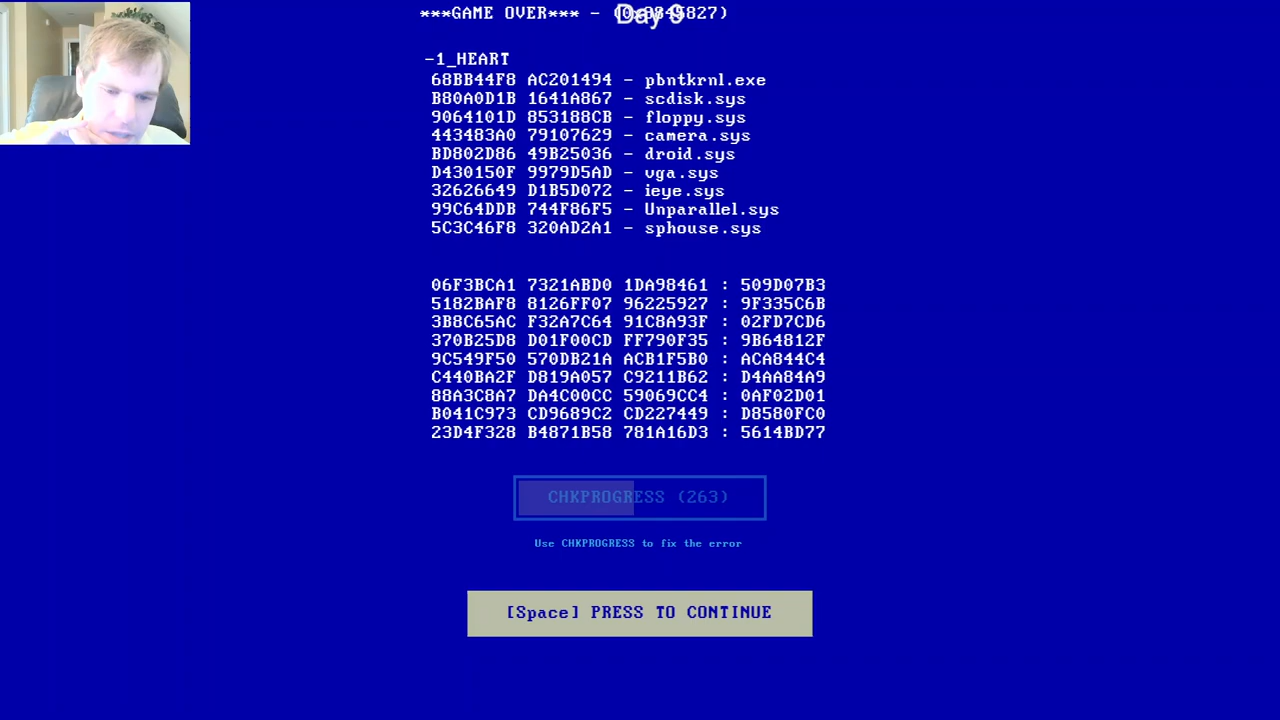 ***GAME OVER*** - 
Day 9
-1_HEART
68BB44F8 AC201494 - pbntkrnl.exe
B80A0D1B 1641A867 - scdisk.sys
9064101D 853188CB - floppy.sys
443483A0 79107629 - camera.sys
BD802D86 49B25036 - droid.sys
D430150F 9979D5AD - vga.sys
32626649 D1B5D072 - ieye.sys
99C64DDB 744F86F5 - Unparallel.sys
5C3C46F8 320AD2A1 - sphouse.sys
06F3BCA1 7321ABD0 1DA98461 : 509D07B3
5182BAF8 8126FF07 96225927 : 9F335C6B
3B8C65AC F32A7C64 91C8A93F : 02FD7CD6
370B25D8 D01F00CD FF790F35 : 9B64812F
9C549F50 570DB21A ACB1F5B0 : ACA844C4
C440BA2F D819A057 C9211B62 : D4AA84A9
88A3C8A7 DA4C00CC 59069CC4 : 0AF02D01
B041C973 CD9689C2 CD227449 : D8580FC0
23D4F328 B4871B58 781A16D3 : 5614BD77
CHKPROGRESS (263)
Use CHKPROGRESS to fix the error
[Space] PRESS TO CONTINUE